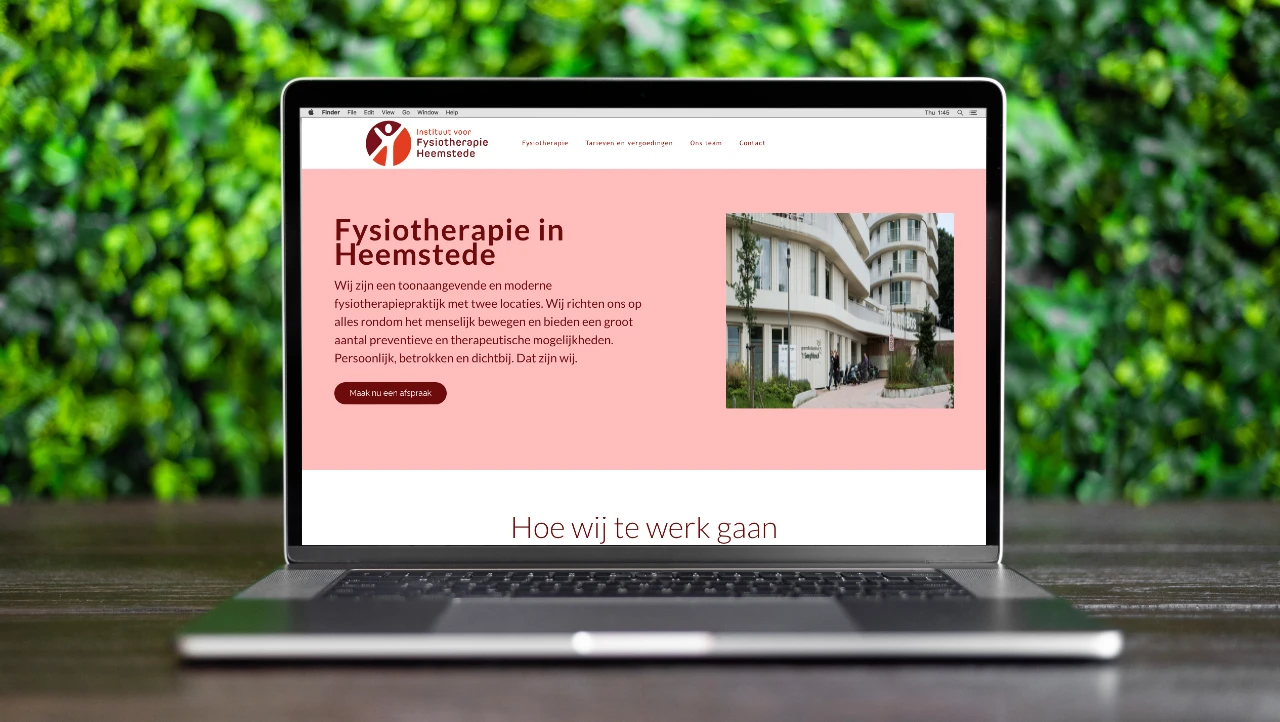 Finder File Edit View Go Window Help Thu 1:45
Instituut voor
Fysiotherapie
Heemstede
Fysiotherapie Tarieven en vergoedingen Ons team Contact
Fysiotherapie in
Heemstede
Wij zijn een toonaangevende en moderne
fysiotherapiepraktijk met twee locaties. Wij richten ons op
alles rondom het menselijk bewegen en bieden een groot
aantal preventieve en therapeutische mogelijkheden.
Persoonlijk, betrokken en dichtbij. Dat zijn wij.
Maak nu een afspraak
Hoe wij te werk gaan